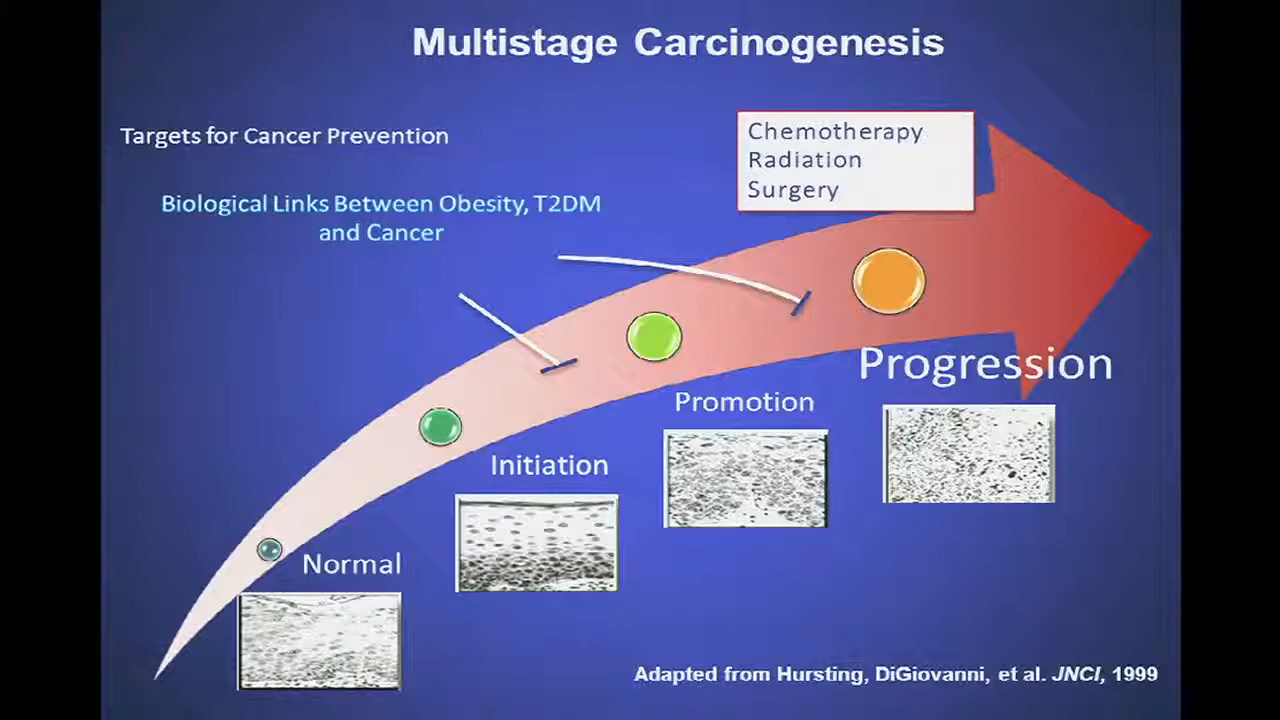 Multistage Carcinogenesis
Targets for Cancer Prevention
Chemotherapy
Radiation
Surgery
Biological Links Between Obesity, T2DM
and Cancer
Progression
Promotion
Initiation
Normal
Adapted from Hursting, DiGiovanni, et al. JNCI, 1999